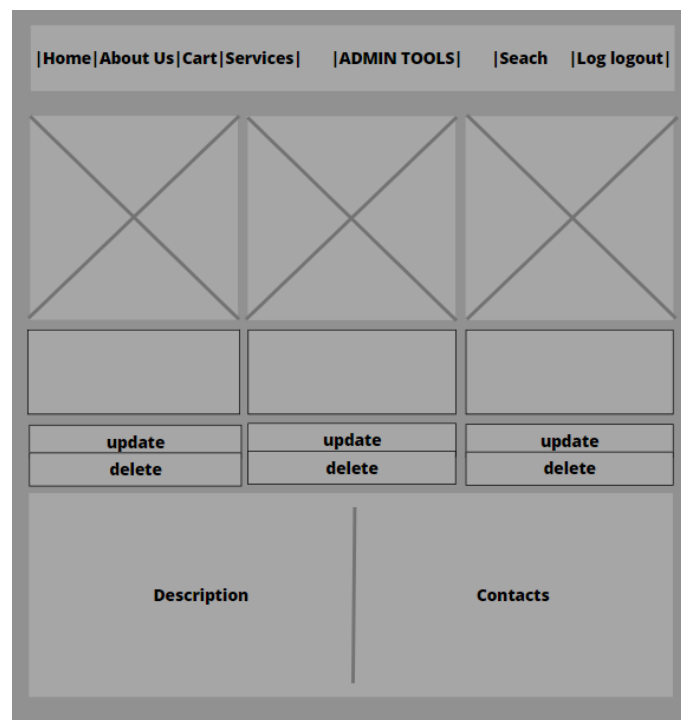 |Home|About Us|Cart|Services| |ADMIN TOOLS| |Seach |Log logout|
update update update
delete delete delete
Description Contacts